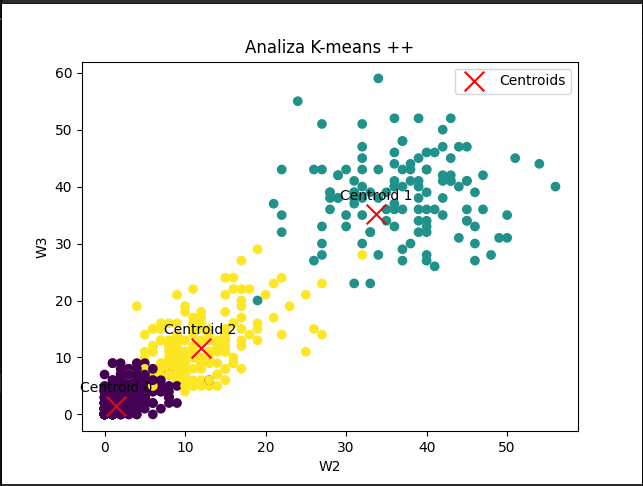 Analiza K-means ++
Centroids
60
50
40
30
20
10
0
W3
Centroid 1
Centroid 2
Centroid 0
0 10 20 30 40 50
W2